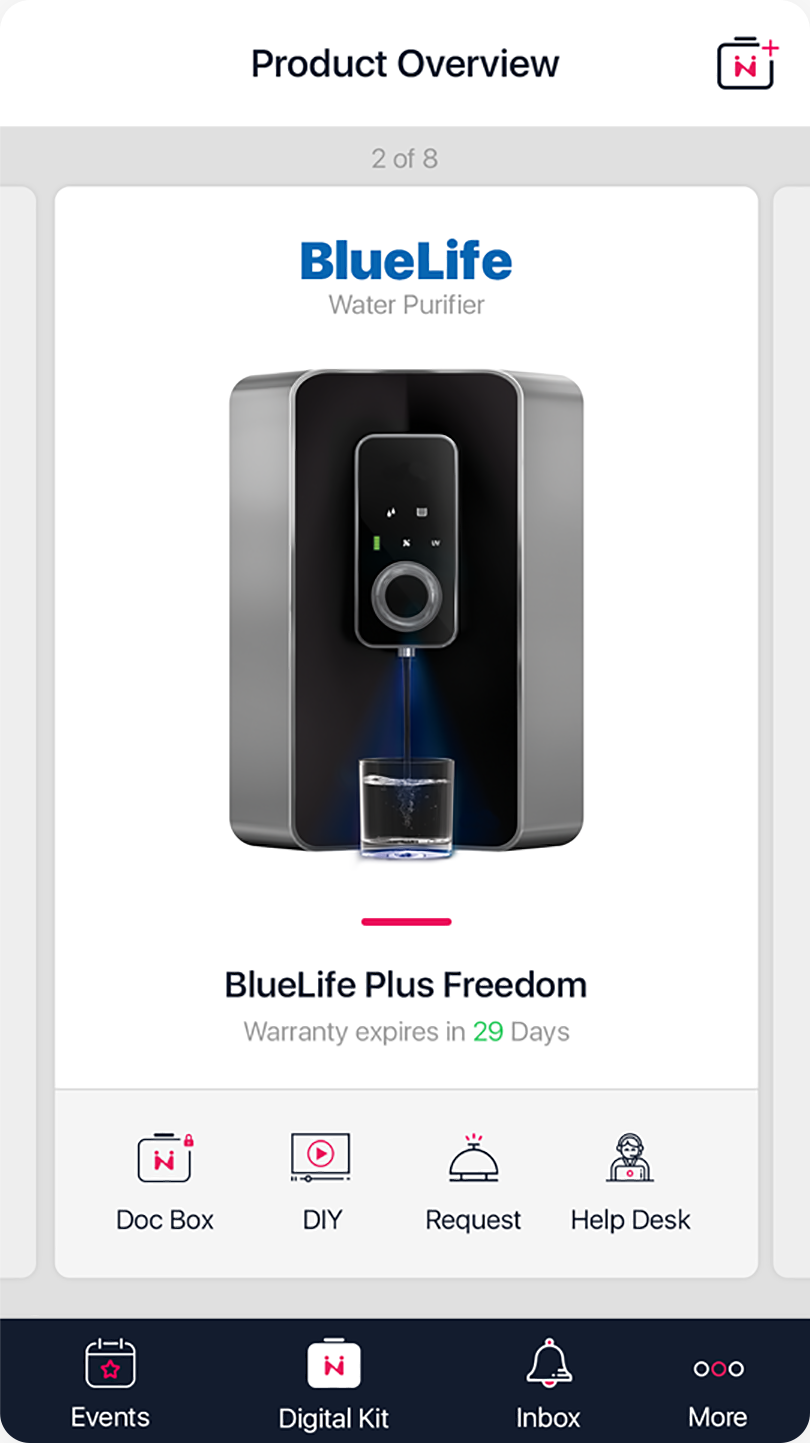 Product Overview
2 of 8
BlueLife
Water Purifier
UV
BlueLife Plus Freedom
Warranty expires in 29 Days
Doc Box
DIY
Request
Help Desk
Events
Digital Kit
Inbox
More